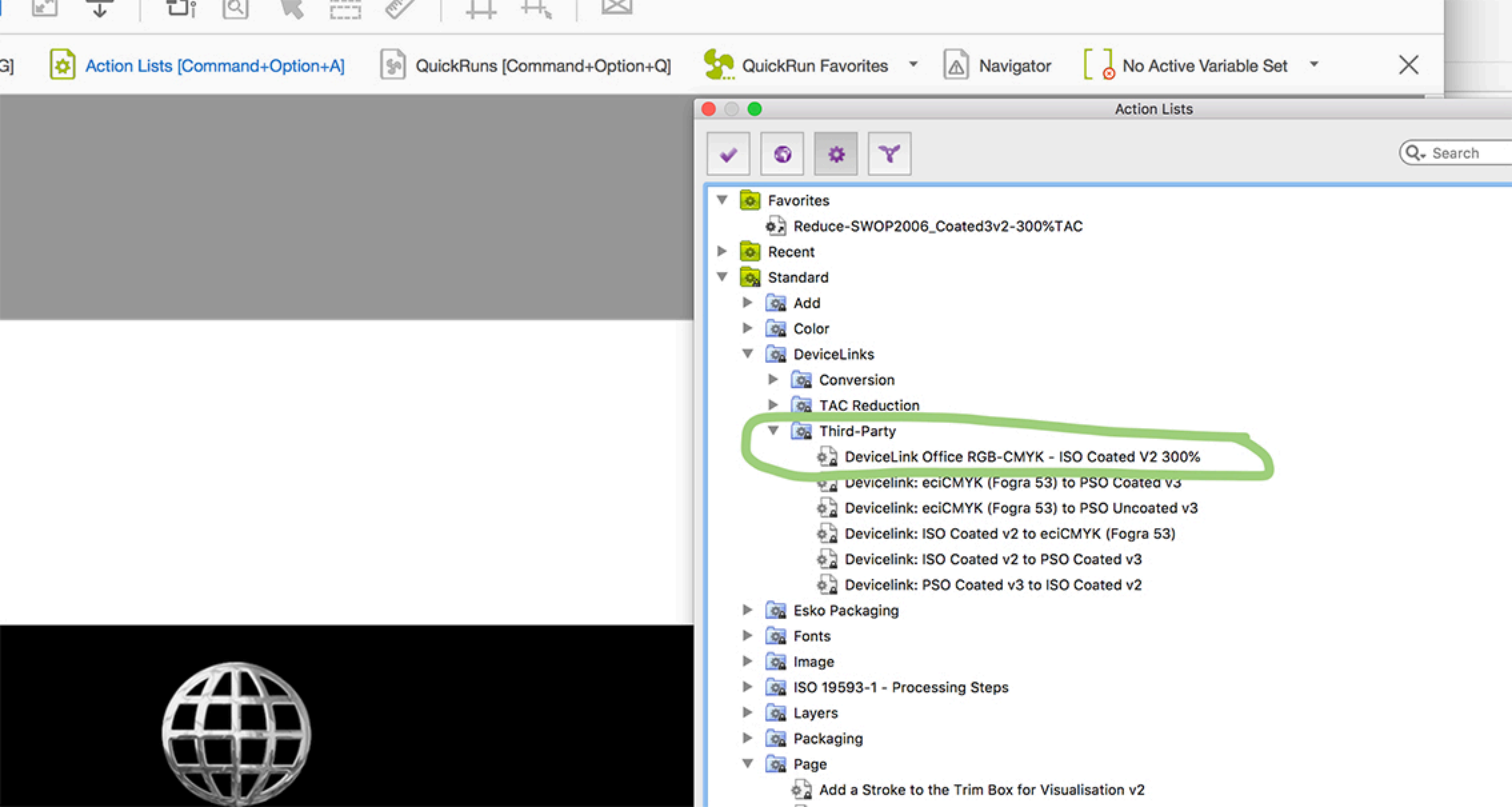 G] Action Lists [Command+Option+A] QuickRuns [Command+Option+Q] QuickRun Favorites Navigator No Active Variable Set
Action Lists
Search
Favorites
Reduce-SWOP2006_Coated3v2-300%TAC
Recent
Standard
Add
Color
DeviceLinks
Conversion
TAC Reduction
Third-Party
DeviceLink Office RGB-CMYK - ISO Coated V2 300%
Devicelink: eciCMYK (Fogra 53) to PSO Coated v3
Devicelink: eciCMYK (Fogra 53) to PSO Uncoated v3
Devicelink: ISO Coated v2 to eciCMYK (Fogra 53)
Devicelink: ISO Coated v2 to PSO Coated v3
Devicelink: PSO Coated v3 to ISO Coated v2
Esko Packaging
Fonts
Image
ISO 19593-1 - Processing Steps
Layers
Packaging
Page
Add a Stroke to the Trim Box for Visualisation v2